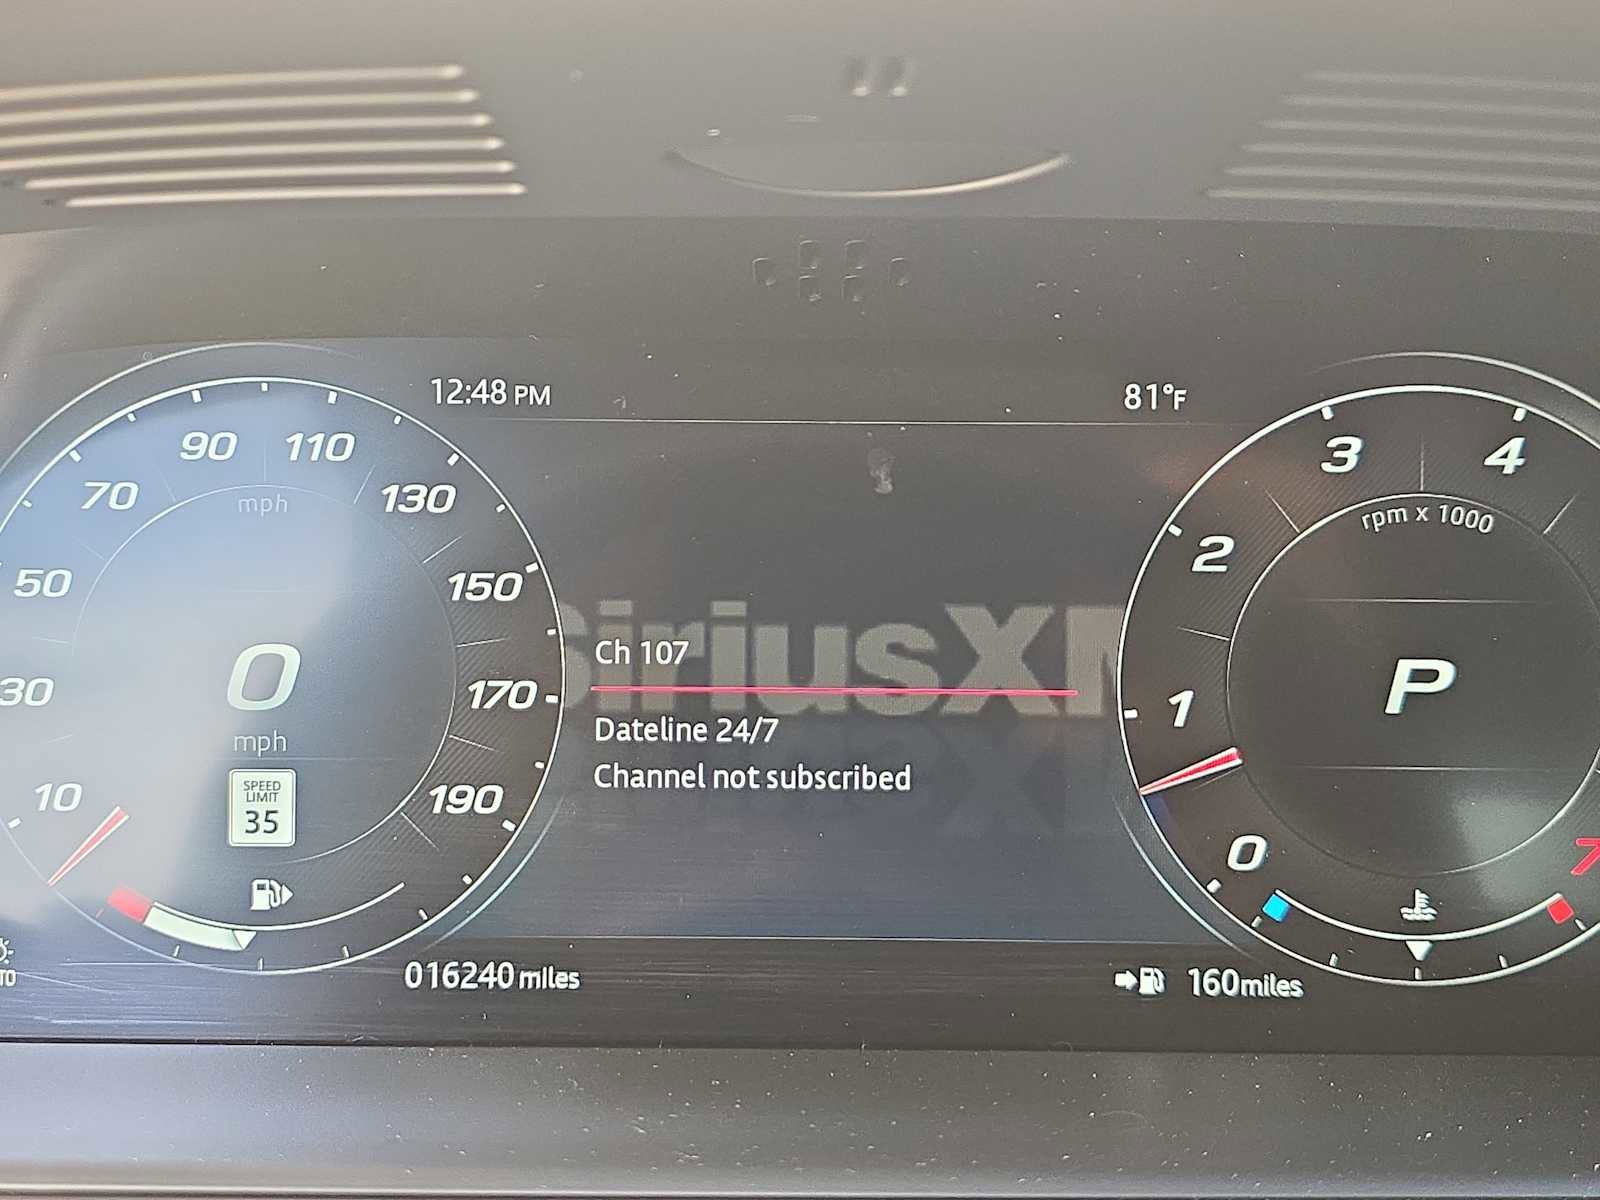 12:48 PM
81°F
90 110
70 mph 130
50 150
30 170
0
mph
10 190
SPEED
LIMIT
35
016240 miles
SiriusXM
Ch 107
Dateline 24/7
Channel not subscribed
3 4
rpm x 1000
2
1 P
0 7
160 miles